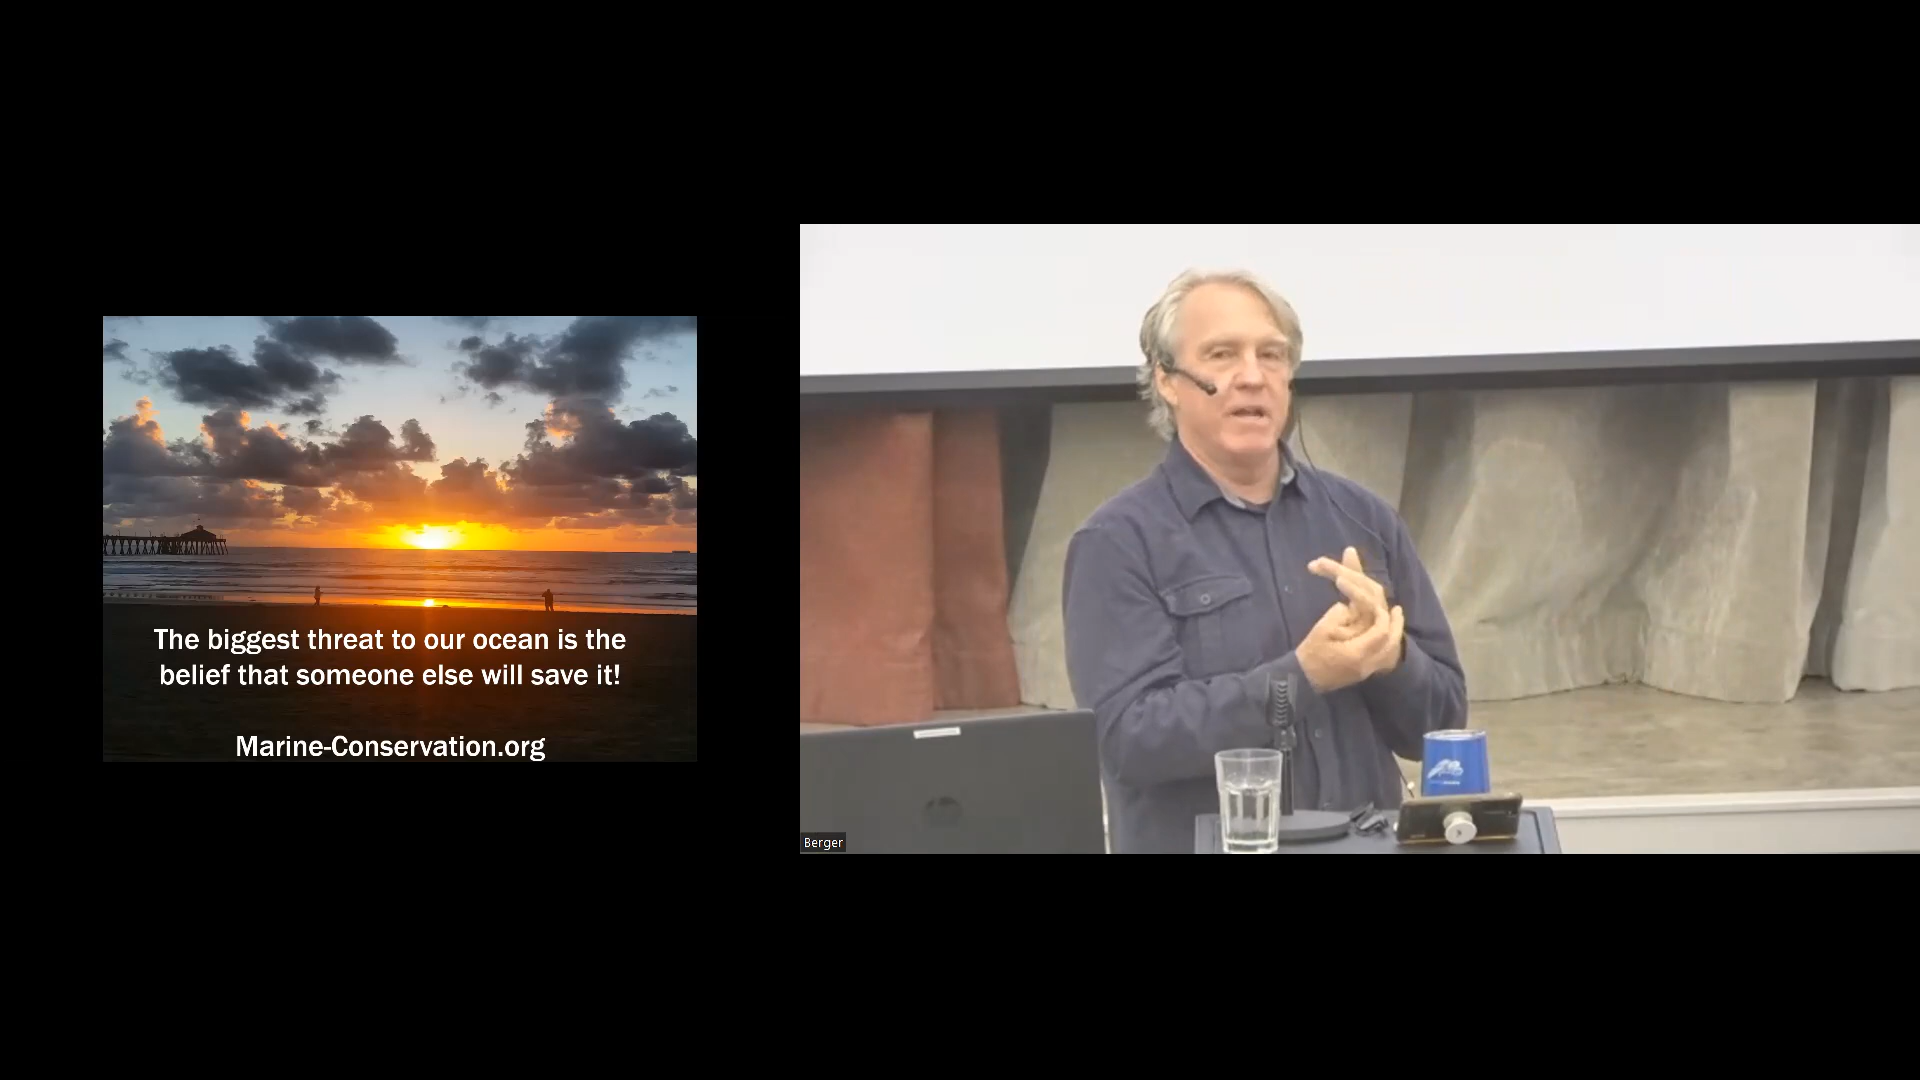 The biggest threat to our ocean is the
belief that someone else will save it!
Marine-Conservation.org
Berger